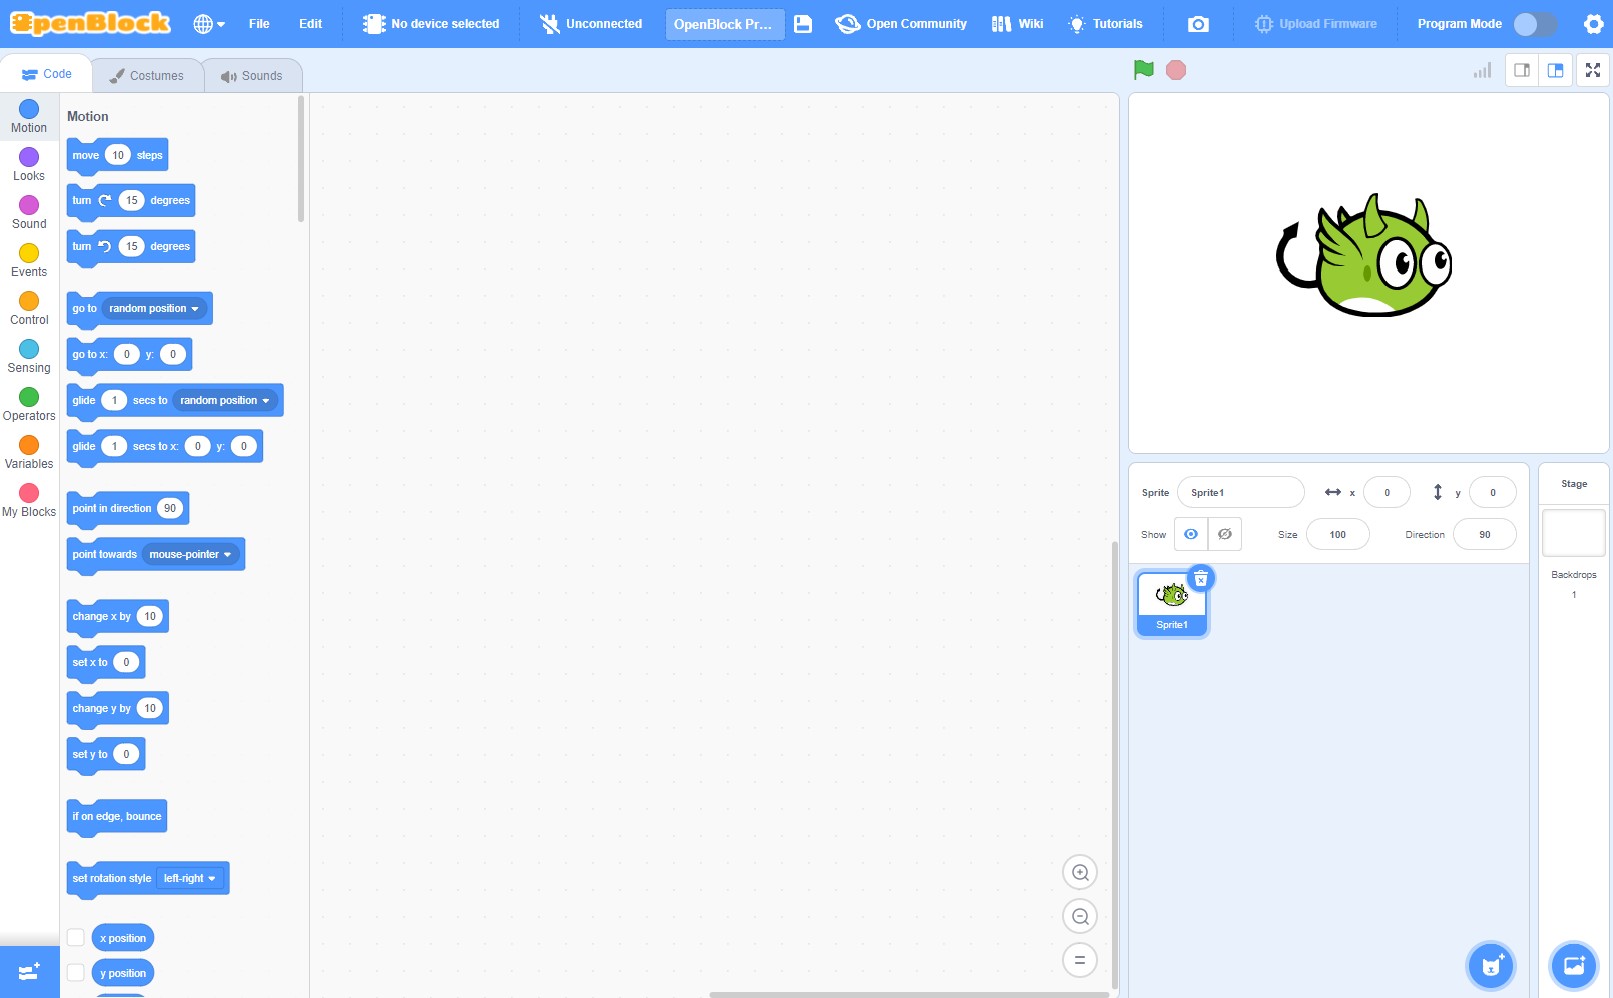 OpenBlock
File
Edit
No device selected
Unconnected
OpenBlock Pr...
Open Community
Wiki
Tutorials
Upload Firmware
Program Mode
Code
Costumes
Sounds
Motion
Looks
Sound
Events
Control
Sensing
Operators
Variables
My Blocks
Motion
move 10 steps
turn 15 degrees
turn 15 degrees
go to random position
go to x: 0 y: 0
glide 1 secs to random position
glide 1 secs to x: 0 y: 0
point in direction 90
point towards mouse-pointer
change x by 10
set x to 0
change y by 10
set y to 0
if on edge, bounce
set rotation style left-right
x position
y position
=
Sprite Sprite1 x 0 y 0
Show Size 100 Direction 90
Sprite1
Stage
Backdrops
1